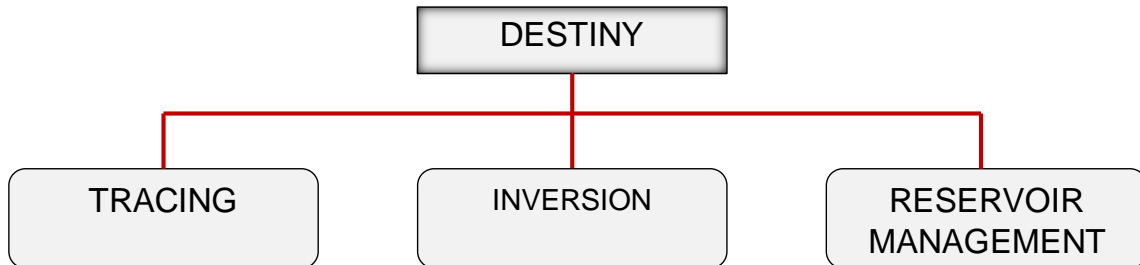 DESTINY
TRACING
INVERSION
RESERVOIR
MANAGEMENT